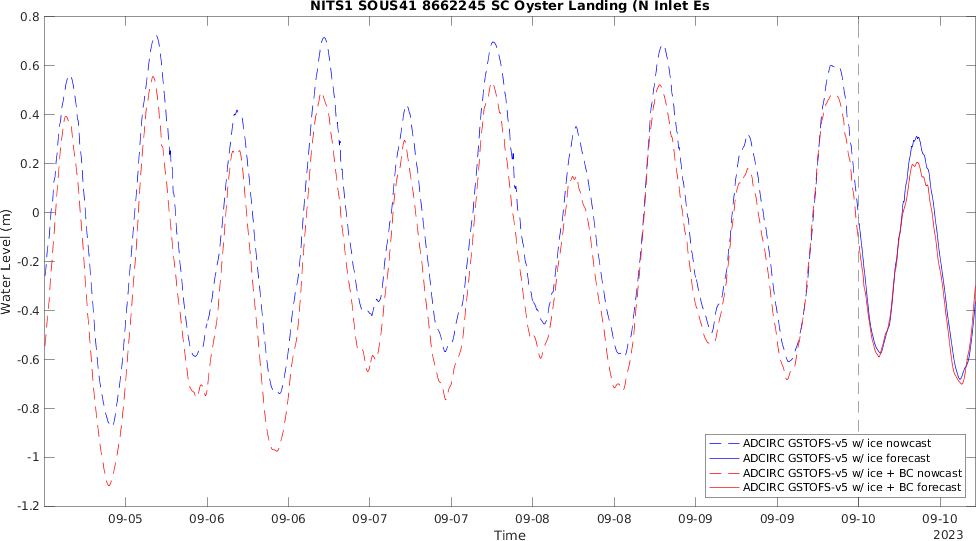 NITS1 SOUS41 8662245 SC Oyster Landing (N Inlet Es
0.8
0.6
0.4
0.2
0
-0.2
-0.4
-0.6
-0.8
-1
-1.2
Water Level (m)
ADCIRC GSTOFS-v5 w/ ice nowcast
ADCIRC GSTOFS-v5 w/ ice forecast
ADCIRC GSTOFS-v5 w/ ice + BC nowcast
ADCIRC GSTOFS-v5 w/ ice + BC forecast
09-05 09-06 09-06 09-07 09-07 09-08 09-08 09-09 09-09 09-10 09-10
2023
Time